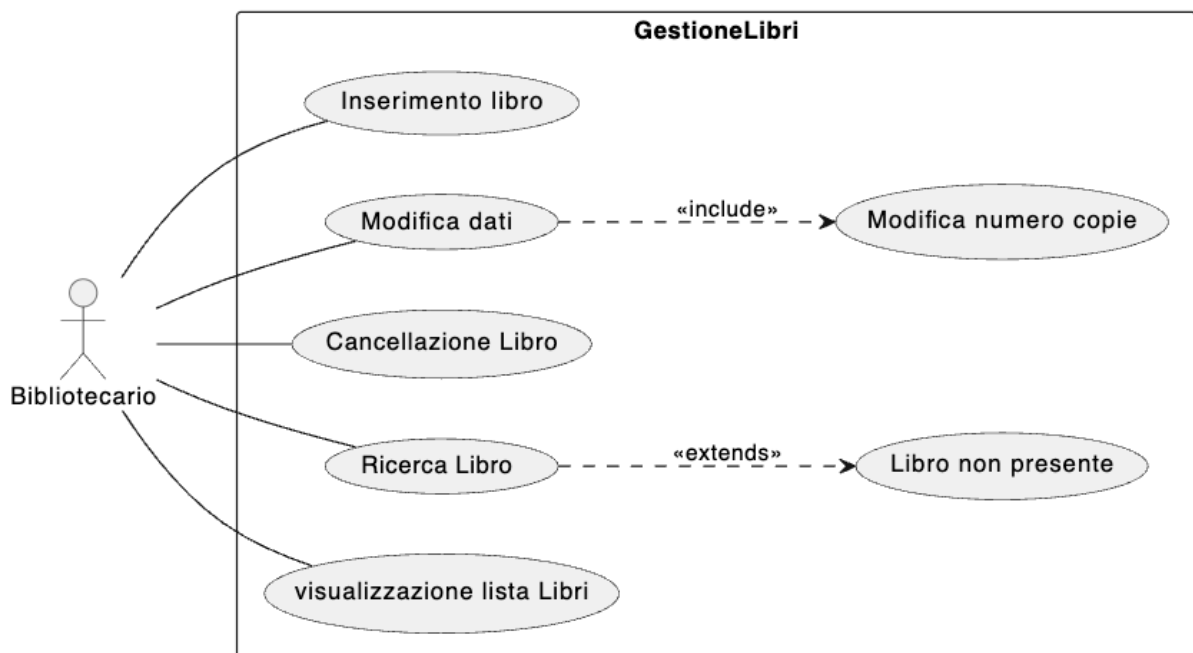 GestioneLibri
Inserimento libro
Modifica dati
«include»
Modifica numero copie
Cancellazione Libro
Bibliotecario
Ricerca Libro
«extends»
Libro non presente
visualizzazione lista Libri